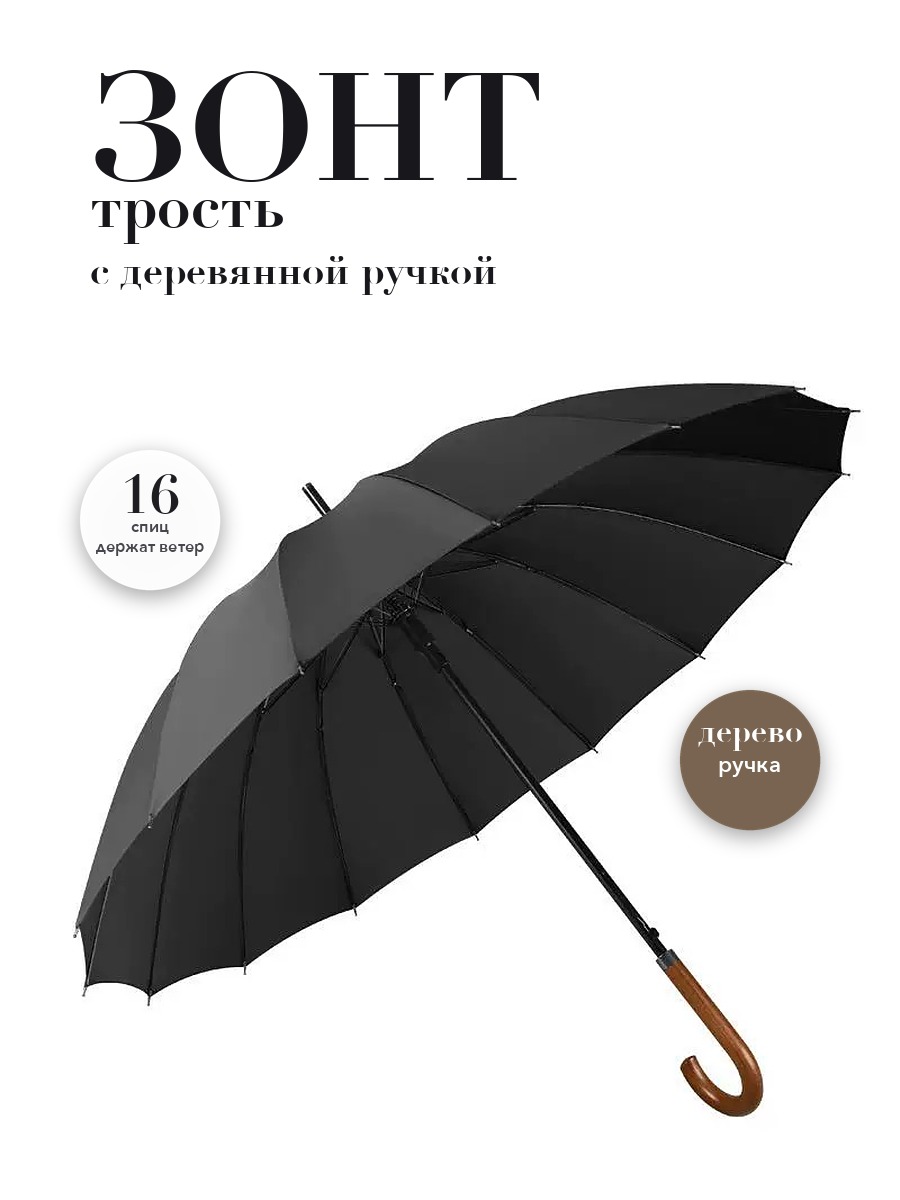 ЗОНТ
трость
с деревянной ручкой
16
спиц
держат ветер
дерево
ручка